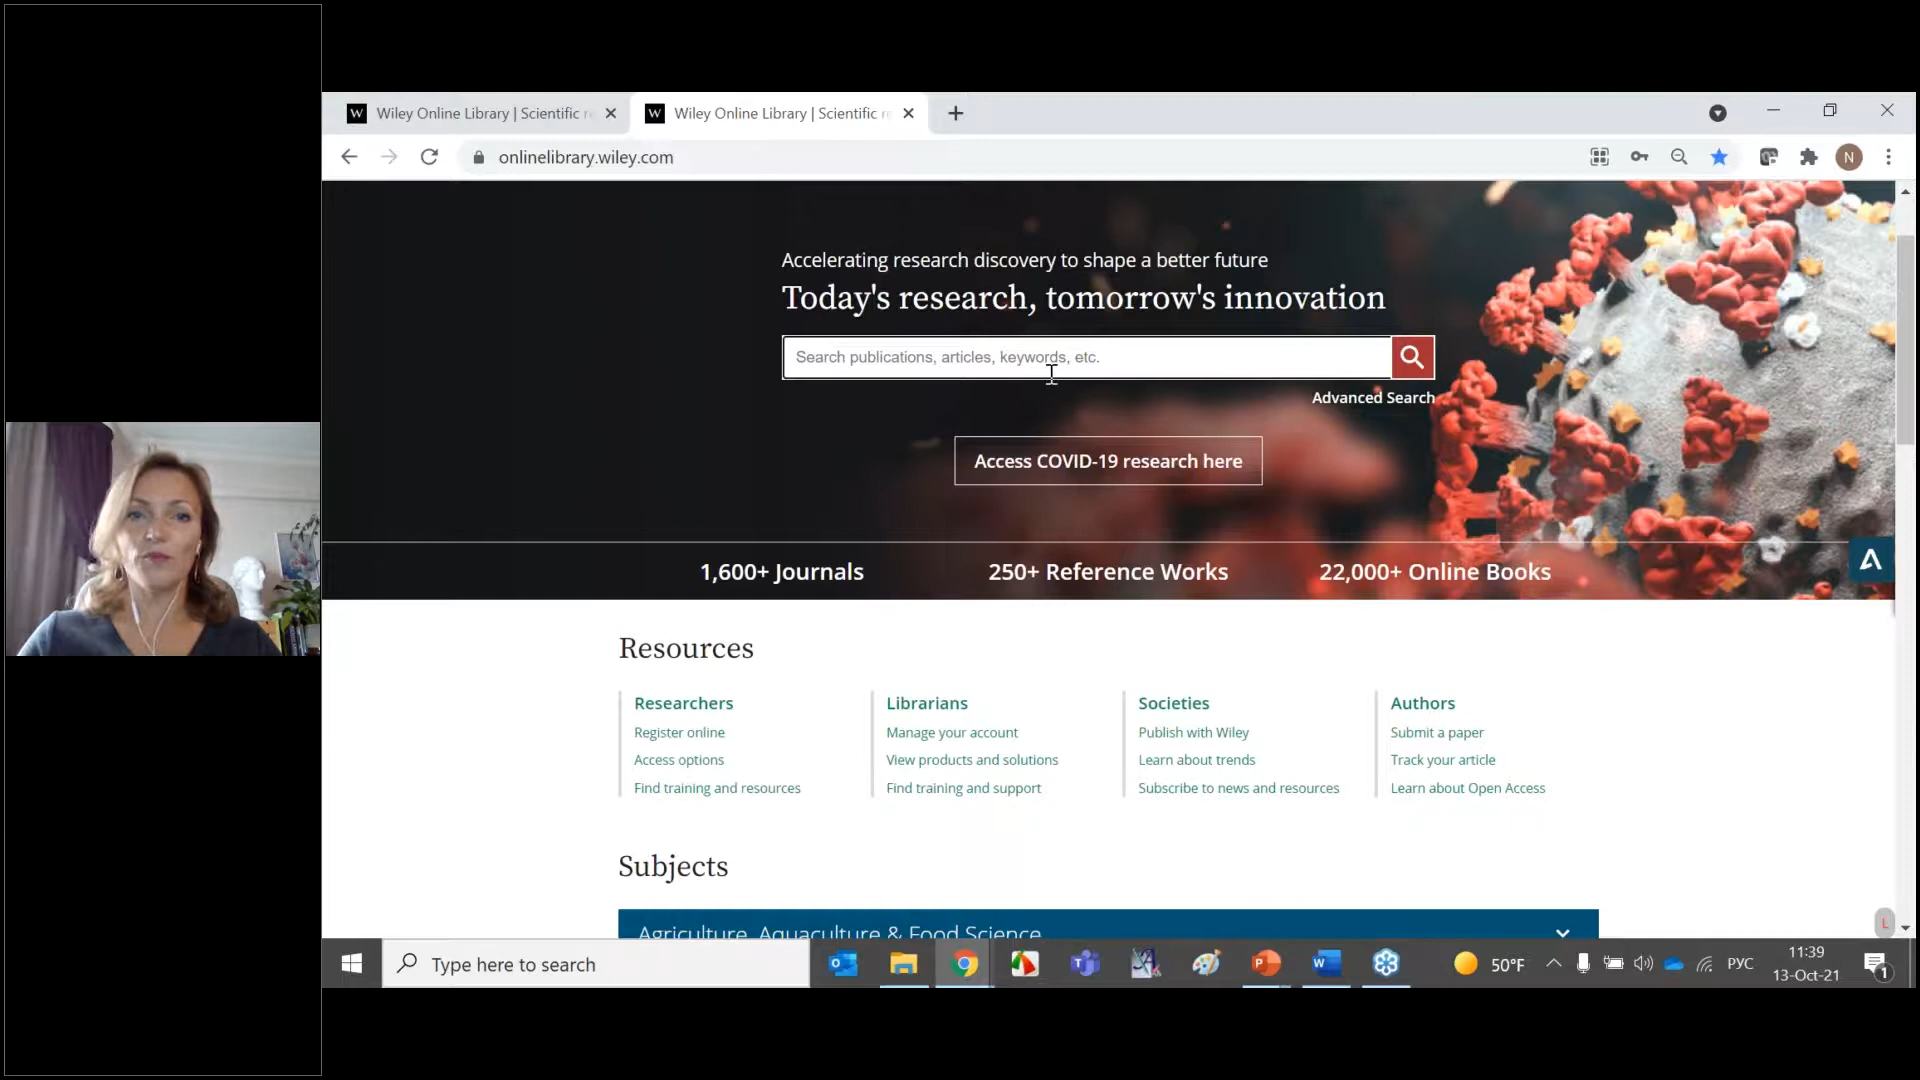 W Wiley Online Library | Scientific
W Wiley Online Library | Scientific
onlinelibrary.wiley.com
N
Accelerating research discovery to shape a better future
Today's research, tomorrow's innovation
Search publications, articles, keywords, etc.
Advanced Search
Access COVID-19 research here
1,600+ Journals
250+ Reference Works
22,000+ Online Books
Resources
Researchers
Register online
Access options
Find training and resources
Librarians
Manage your account
View products and solutions
Find training and support
Societies
Publish with Wiley
Learn about trends
Subscribe to news and resources
Authors
Submit a paper
Track your article
Learn about Open Access
Subjects
Agriculture, Aquaculture & Food Science
L
Type here to search
50°F
РУС
11:39
13-Oct-21
1